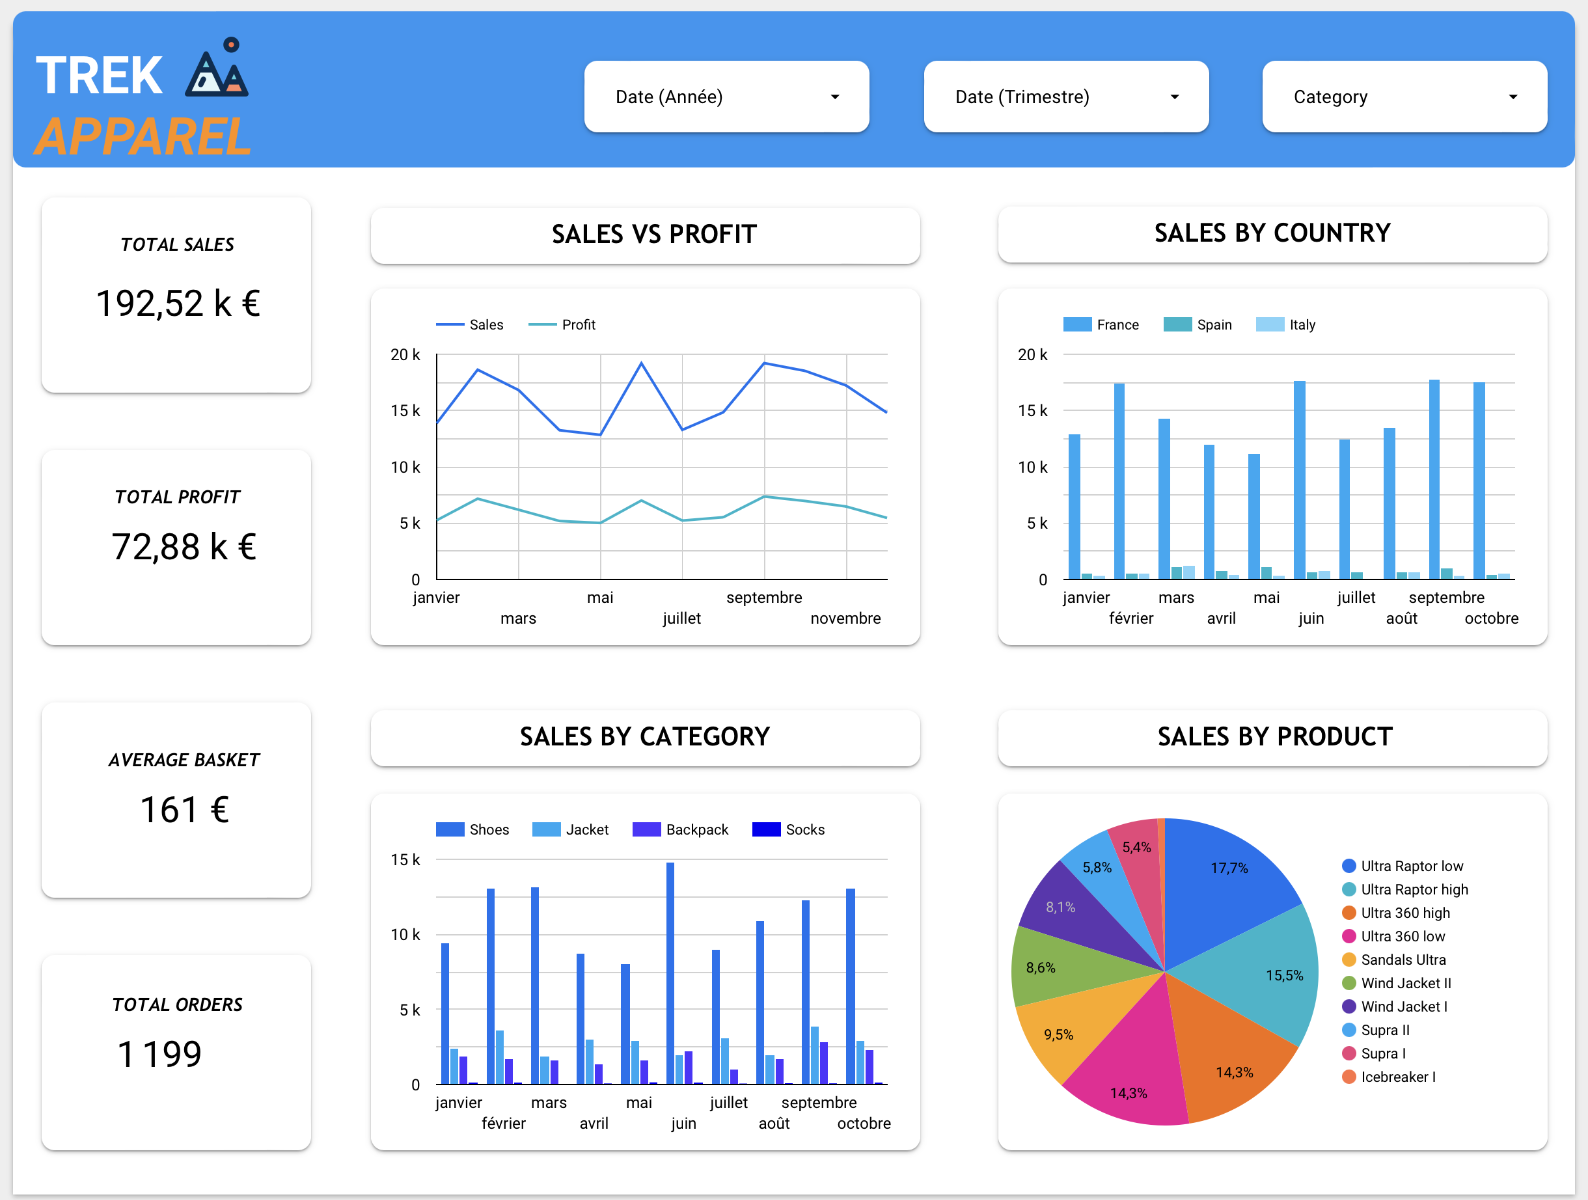 TREK
APPAREL
Date (Année)
Date (Trimestre)
Category
TOTAL SALES
192,52 k €
TOTAL PROFIT
72,88 k €
AVERAGE BASKET
161 €
TOTAL ORDERS
1 199
SALES VS PROFIT
Sales Profit
20 k
15 k
10 k
5 k
0
janvier mai septembre
mars juillet novembre
SALES BY COUNTRY
France Spain Italy
20 k
15 k
10 k
5 k
0
janvier mars mai juillet septembre
février avril juin août octobre
SALES BY CATEGORY
Shoes Jacket Backpack Socks
15 k
10 k
5 k
0
janvier mars mai juillet septembre
février avril juin août octobre
SALES BY PRODUCT
17,7%
15,5%
14,3%
14,3%
9,5%
8,6%
8,1%
5,8%
5,4%
Ultra Raptor low
Ultra Raptor high
Ultra 360 high
Ultra 360 low
Sandals Ultra
Wind Jacket II
Wind Jacket I
Supra II
Supra I
Icebreaker I